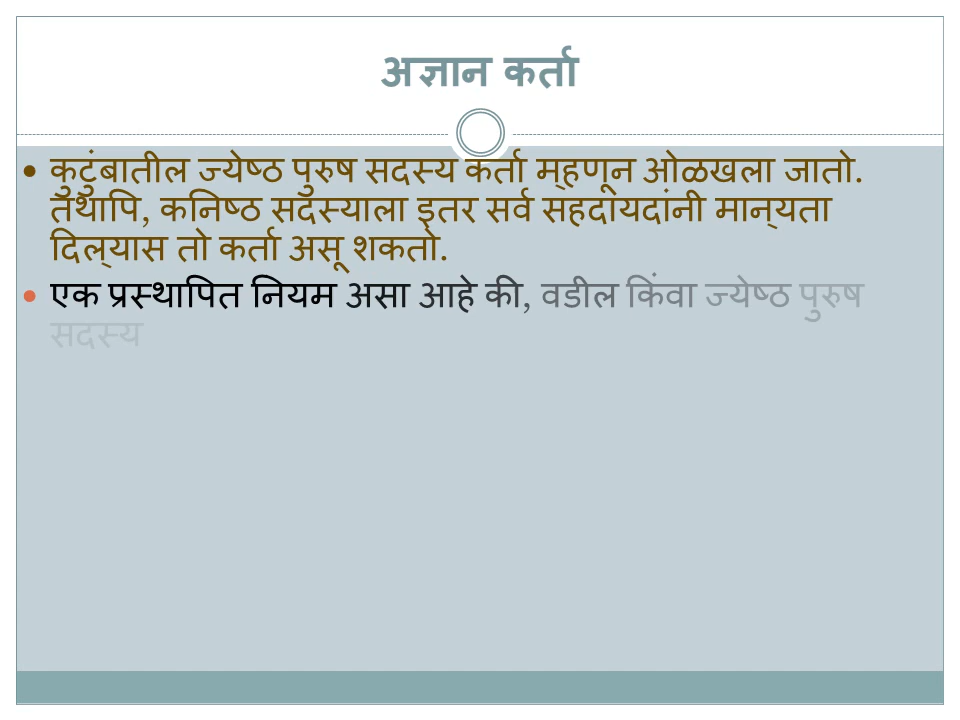 अज्ञान कर्ता
• कुटुंबातील ज्येष्ठ पुरुष सदस्य कर्ता म्हणून ओळखला जातो.
तथापि, कनिष्ठ सदस्याला इतर सर्व सहदायदांनी मान्यता
दिल्यास तो कर्ता असू शकतो.
• एक प्रस्थापित नियम असा आहे की, वडील किंवा ज्येष्ठ पुरुष
सदस्य